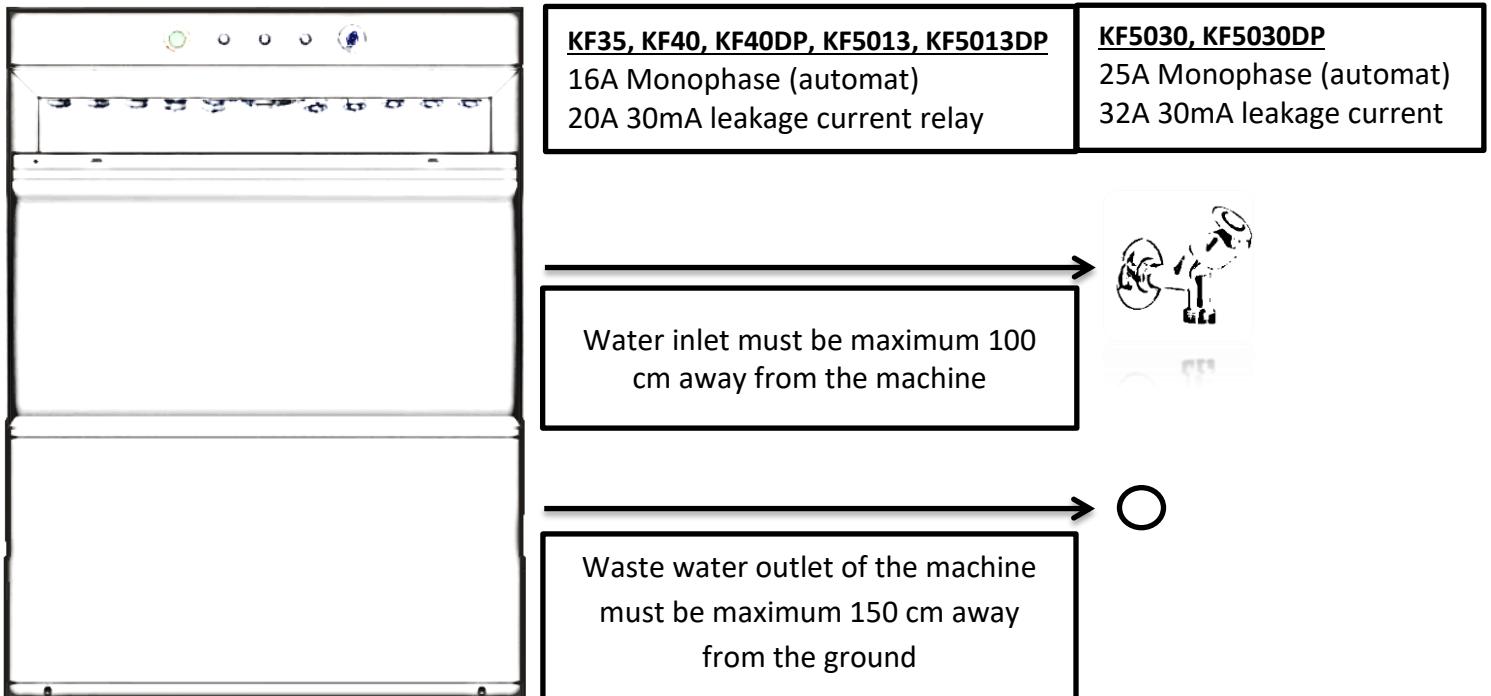 KF35, KF40, KF40DP, KF5013, KF5013DP
16A Monophase (automat)
20A 30mA leakage current relay
KF5030, KF5030DP
25A Monophase (automat)
32A 30mA leakage current
Water inlet must be maximum 100
cm away from the machine
Waste water outlet of the machine
must be maximum 150 cm away
from the ground